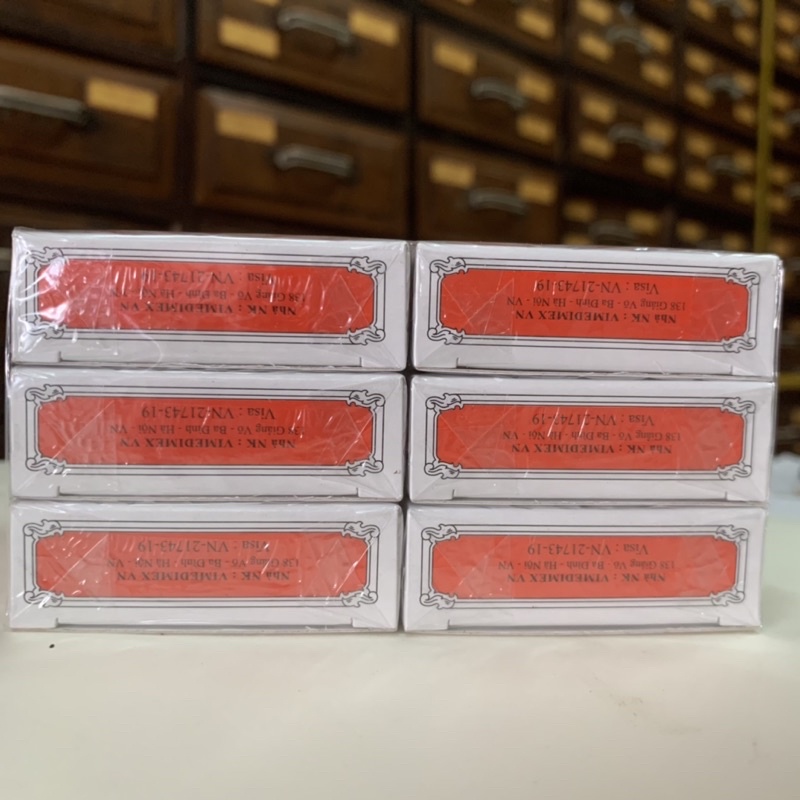 Nhà NK : VIMEDIMEX VN
138 Giảng Võ - Ba Đình - Hà Nội - VN
Visa : VN-21743-19
Nhà NK : VIMEDIMEX VN
138 Giảng Võ - Ba Đình - Hà Nội - VN
Visa : VN-21743-19
Nhà NK : VIMEDIMEX VN
138 Giảng Võ - Ba Đình - Hà Nội - VN
Visa : VN-21743-19
Nhà NK : VIMEDIMEX VN
138 Giảng Võ - Ba Đình - Hà Nội - VN
Visa : VN-21743-19
Nhà NK : VIMEDIMEX VN
138 Giảng Võ - Ba Đình - Hà Nội - VN
Visa : VN-21743-19
Nhà NK : VIMEDIMEX VN
138 Giảng Võ - Ba Đình - Hà Nội - VN
Visa : VN-21743-19